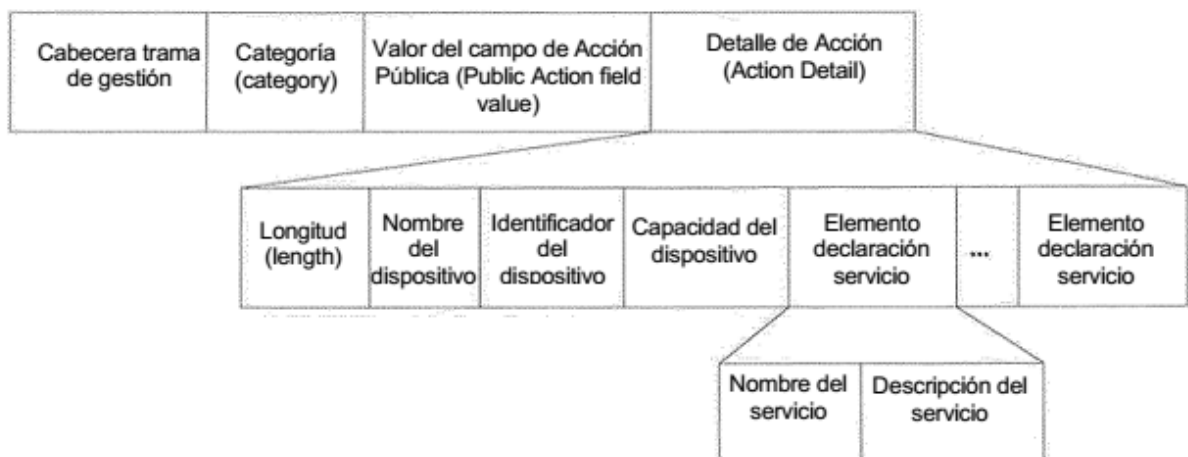 Cabecera trama
de gestión
Categoría
(category)
Valor del campo de Acción
Pública (Public Action field
value)
Detalle de Acción
(Action Detail)
Longitud
(length)
Nombre
del
dispositivo
Identificador
del
dispositivo
Capacidad del
dispositivo
Elemento
declaración
servicio
...
Elemento
declaración
servicio
Nombre del
servicio
Descripción del
servicio